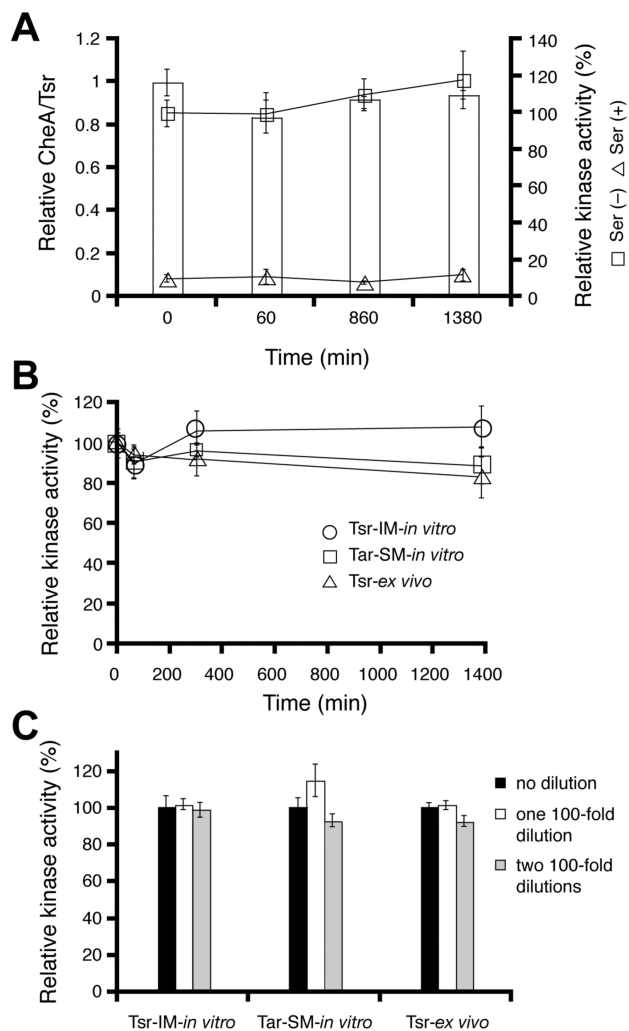 A
Relative CheA/Tsr
1.2
1
0.8
0.6
0.4
0.2
0
140
120
100
80
60
40
20
0
Relative kinase activity (%)
□ Ser (−) △ Ser (+)
0 60 860 1380
Time (min)
B
Relative kinase activity (%)
120
100
80
60
40
20
0
Tsr-IM-in vitro
Tar-SM-in vitro
Tsr-ex vivo
0 200 400 600 800 1000 1200 1400
Time (min)
C
Relative kinase activity (%)
120
100
80
60
40
20
0
no dilution
one 100-fold
dilution
two 100-fold
dilutions
Tsr-IM-in vitro Tar-SM-in vitro Tsr-ex vivo